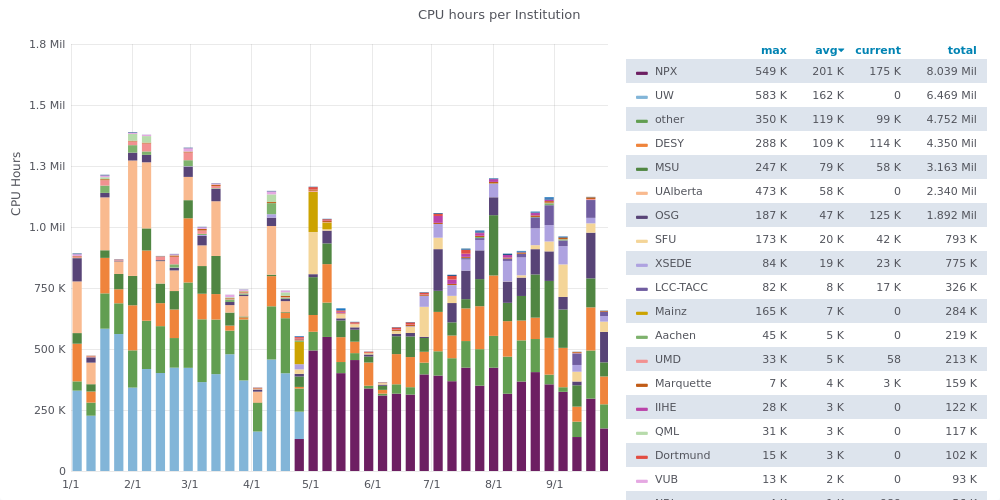 CPU hours per Institution
CPU Hours
1.8 Mil
1.5 Mil
1.3 Mil
1.0 Mil
750 K
500 K
250 K
0
1/1 2/1 3/1 4/1 5/1 6/1 7/1 8/1 9/1
max avg current total
NPX 549 K 201 K 175 K 8.039 Mil
UW 583 K 162 K 0 6.469 Mil
other 350 K 119 K 99 K 4.752 Mil
DESY 288 K 109 K 114 K 4.350 Mil
MSU 247 K 79 K 58 K 3.163 Mil
UAlberta 473 K 58 K 0 2.340 Mil
OSG 187 K 47 K 125 K 1.892 Mil
SFU 173 K 20 K 42 K 793 K
XSEDE 84 K 19 K 23 K 775 K
LCC-TACC 82 K 8 K 17 K 326 K
Mainz 165 K 7 K 0 284 K
Aachen 45 K 5 K 0 219 K
UMD 33 K 5 K 58 213 K
Marquette 7 K 4 K 3 K 159 K
IIHE 28 K 3 K 0 122 K
QML 31 K 3 K 0 117 K
Dortmund 15 K 3 K 0 102 K
VUB 13 K 2 K 0 93 K